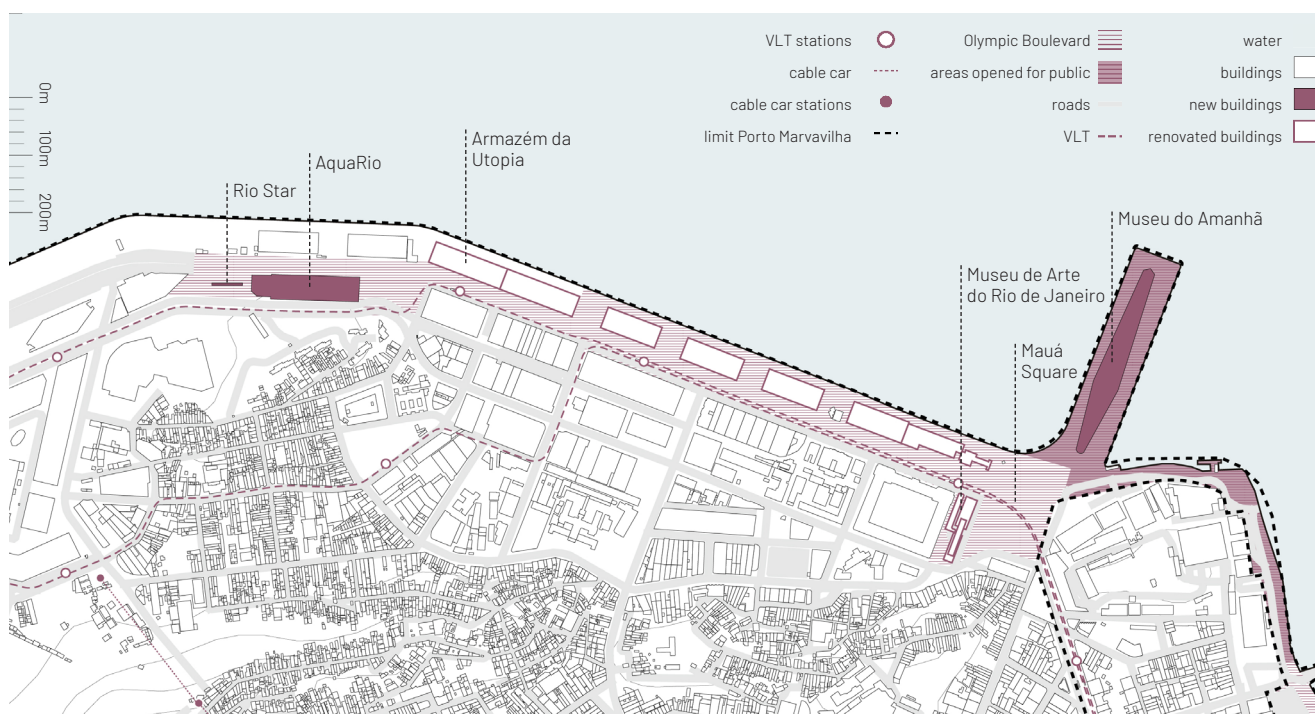 VLT stations
cable car
cable car stations
limit Porto Marvavilha
Olympic Boulevard
areas opened for public
roads
VLT
water
buildings
new buildings
renovated buildings
0m
100m
200m
Rio Star
AquaRio
Armazém da
Utopia
Museu de Arte
do Rio de Janeiro
Mauá
Square
Museu do Amanhã